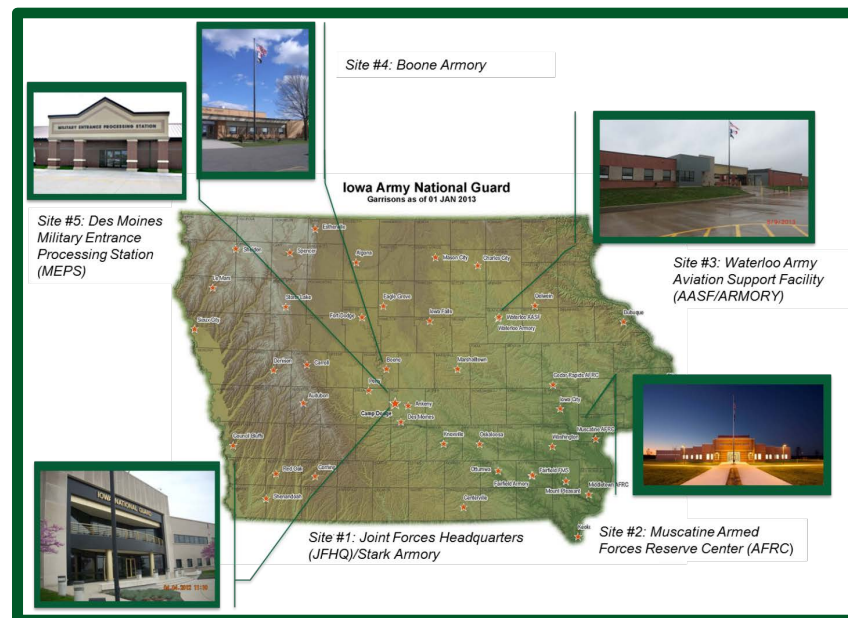 Site #4: Boone Armory
MILITARY ENTRANCE PROCESSING STATION
Iowa Army National Guard
Garrisons as of 01 JAN 2013
Site #5: Des Moines
Military Entrance
Processing Station
(MEPS)
Site #3: Waterloo Army
Aviation Support Facility
(AASF/ARMORY)
Estherville
Sheldon
Spencer
Algona
Mason City
Charles City
Le Mars
Storm Lake
Eagle Grove
Oelwein
Fort Dodge
Iowa Falls
Waterloo AASF
Waterloo Armory
Dubuque
Sioux City
Denison
Carroll
Boone
Marshalltown
Cedar Rapids AFRC
Perry
Audubon
Camp Dodge
Ankeny
Des Moines
Iowa City
Council Bluffs
Knoxville
Oskaloosa
Washington
Muscatine AFRC
Red Oak
Corning
Ottumwa
Fairfield FMS
Fairfield Armory
Mount Pleasant
Middletown AFRC
Shenandoah
Centerville
Keokuk
IOWA NATIONAL GUARD
Site #1: Joint Forces Headquarters
(JFHQ)/Stark Armory
Site #2: Muscatine Armed
Forces Reserve Center (AFRC)